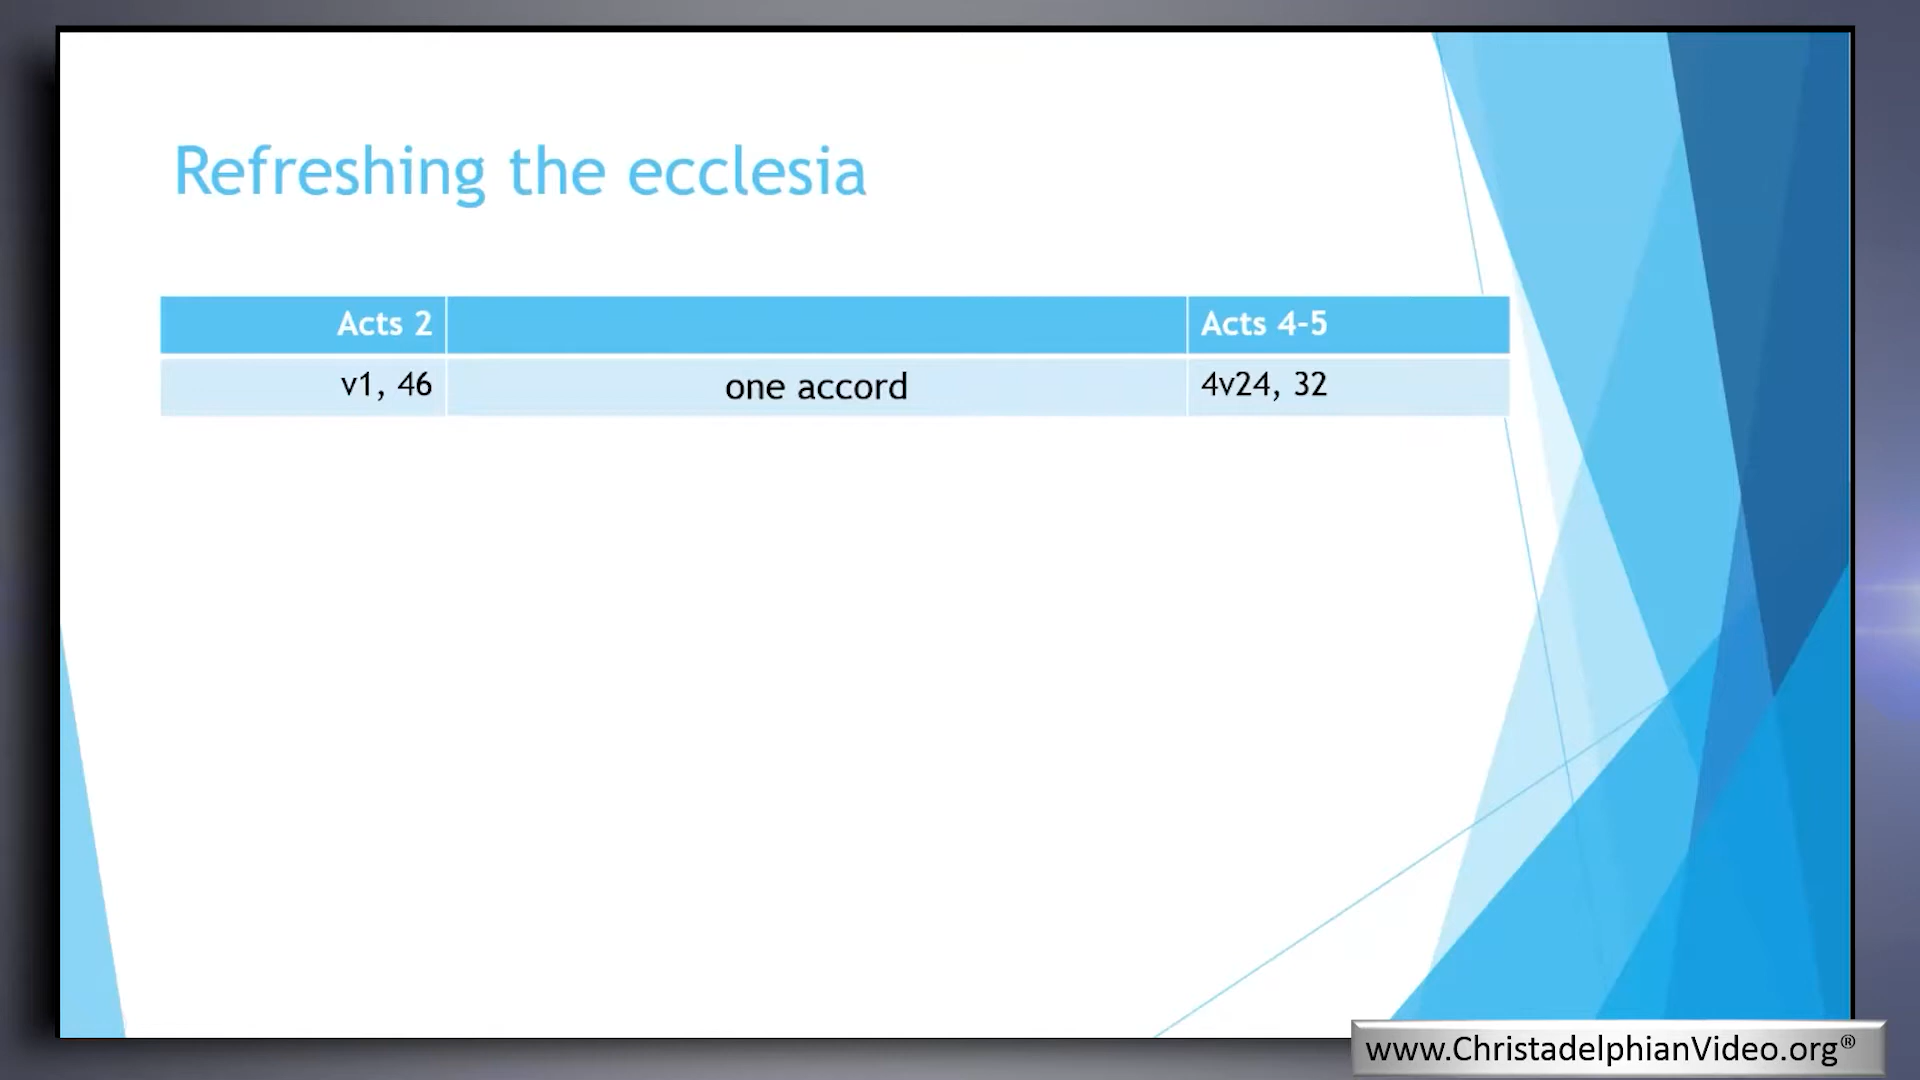 Refreshing the ecclesia
Acts 2 Acts 4-5
v1, 46 one accord 4v24, 32
www.ChristadelphianVideo.org®